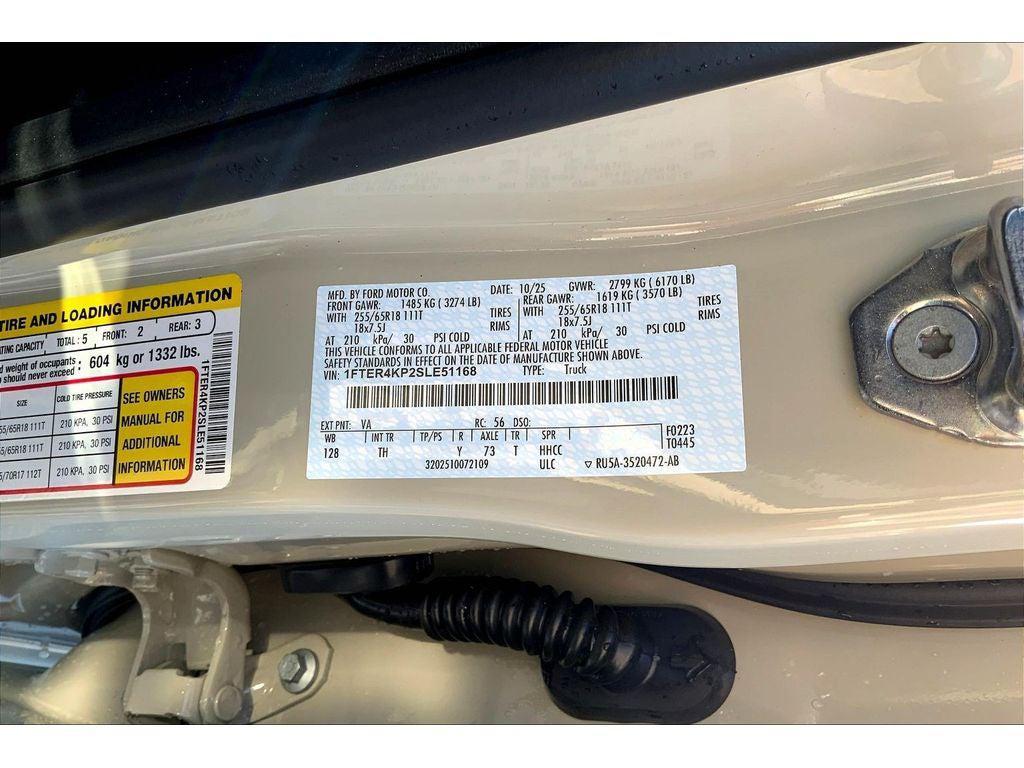 TIRE AND LOADING INFORMATION
TING CAPACITY TOTAL: 5 FRONT: 2 REAR: 3
d weight of occupants
o should never exceed : 604 kg or 1332 lbs.
SIZE COLD TIRE PRESSURE
55/65R18 111T 210 KPA, 30 PSI
5/65R18 111T 210 KPA, 30 PSI
5/70R17 112T 210 KPA, 30 PSI
SEE OWNERS
MANUAL FOR
ADDITIONAL
INFORMATION
1FTER4KP2SLE51168
MFD. BY FORD MOTOR CO. DATE: 10/25 GVWR: 2799 KG ( 6170 LB)
FRONT GAWR: 1485 KG ( 3274 LB) REAR GAWR: 1619 KG ( 3570 LB)
WITH 255/65R18 111T TIRES WITH 255/65R18 111T TIRES
18x7.5J RIMS 18x7.5J RIMS
AT 210 kPa/ 30 PSI COLD AT 210 kPa/ 30 PSI COLD
THIS VEHICLE CONFORMS TO ALL APPLICABLE FEDERAL MOTOR VEHICLE
SAFETY STANDARDS IN EFFECT ON THE DATE OF MANUFACTURE SHOWN ABOVE.
VIN: 1FTER4KP2SLE51168 TYPE: Truck
EXT PNT: VA RC: 56 DSO: F0223
WB INT TR TP/PS R AXLE TR SPR T0445
128 TH Y 73 T HHCC
3202510072109 ULC ▽ RU5A-3520472-AB